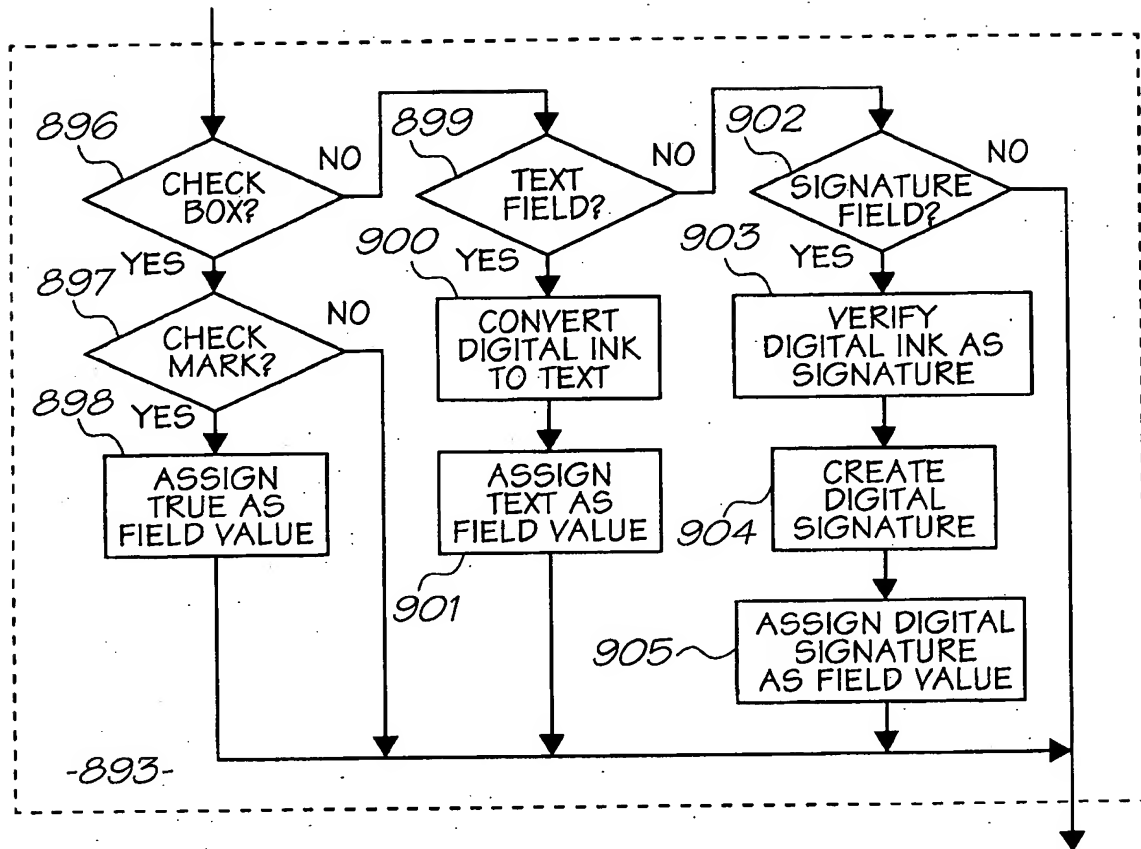 896
CHECK
BOX?
NO
YES
897
CHECK
MARK?
NO
YES
898
ASSIGN
TRUE AS
FIELD VALUE
899
TEXT
FIELD?
NO
YES
900
CONVERT
DIGITAL INK
TO TEXT
ASSIGN
TEXT AS
FIELD VALUE
901
902
SIGNATURE
FIELD?
NO
YES
903
VERIFY
DIGITAL INK AS
SIGNATURE
CREATE
DIGITAL
SIGNATURE
904
ASSIGN DIGITAL
SIGNATURE
AS FIELD VALUE
905
-893-